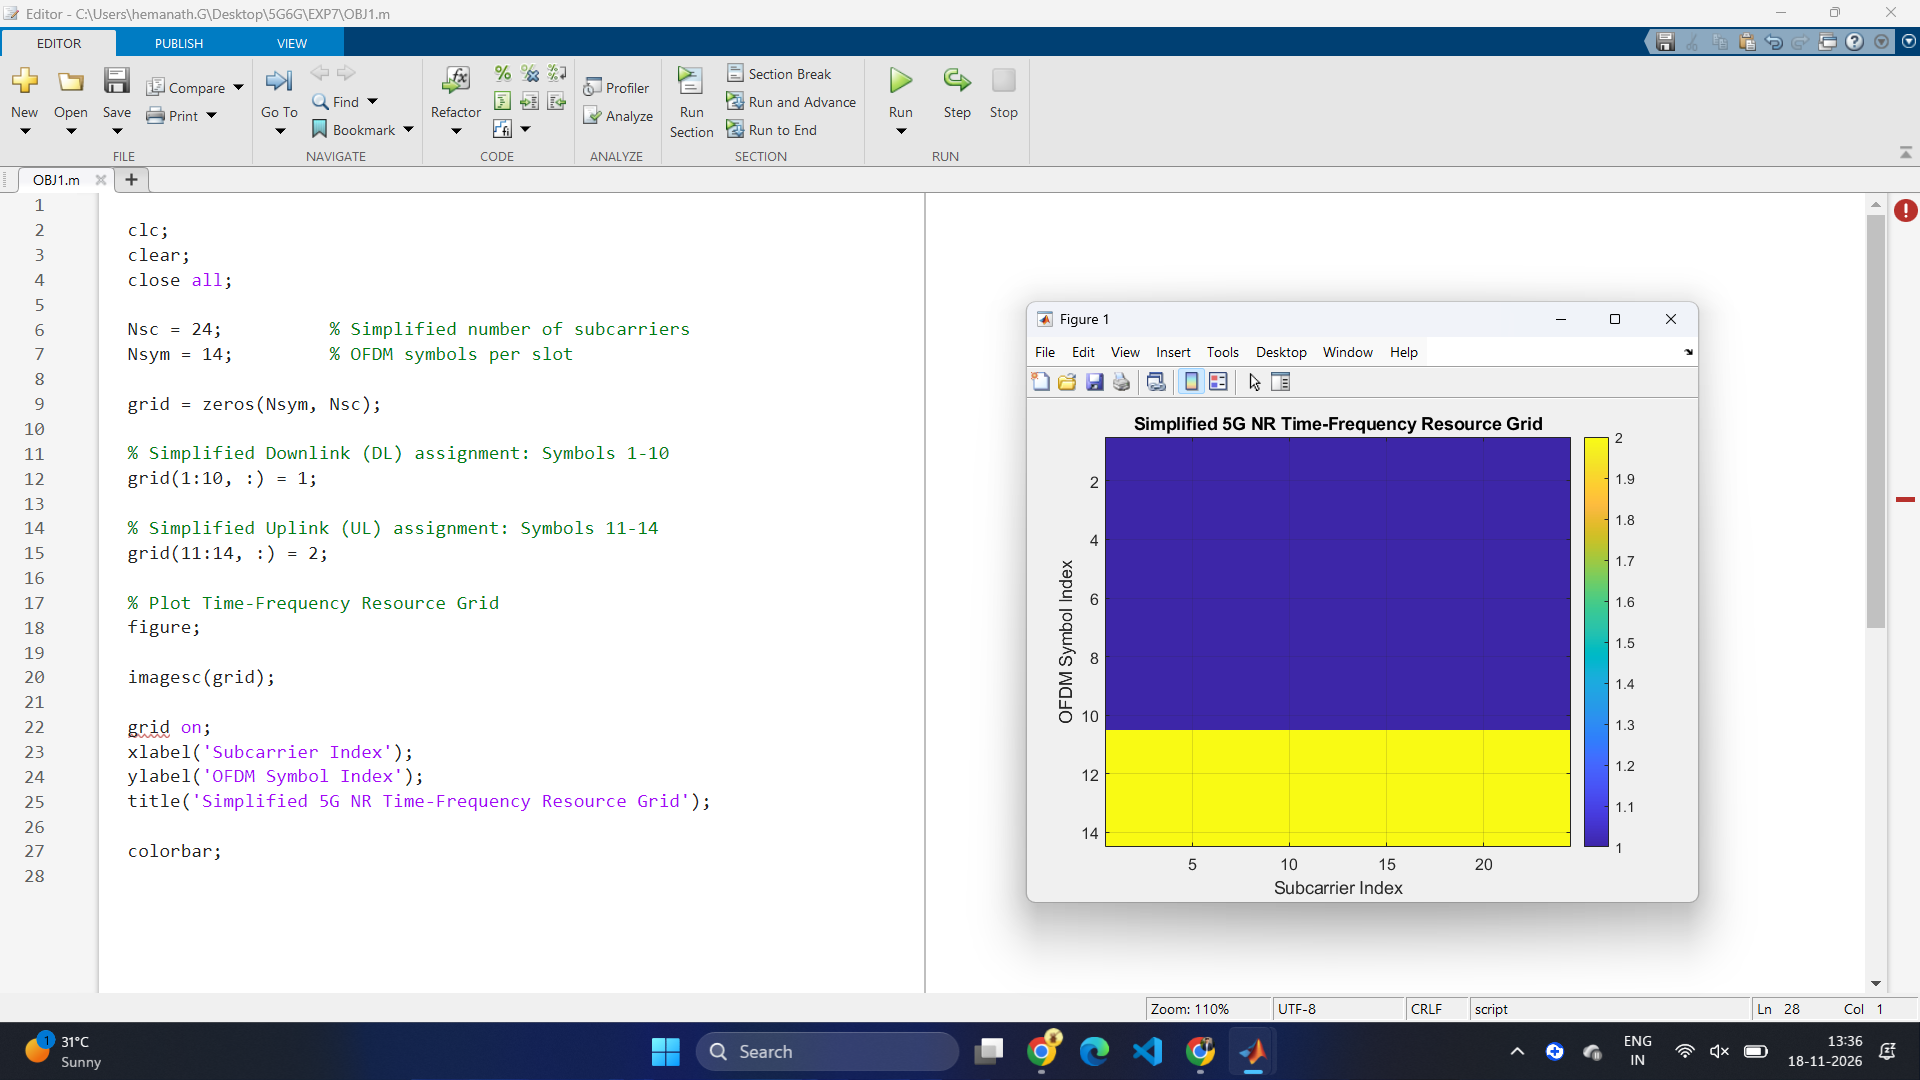 Editor - C:\Users\hemanath.G\Desktop\5G6G\EXP7\OBJ1.m
EDITOR PUBLISH VIEW
New Open Save Compare Print
FILE
Go To Find Bookmark
NAVIGATE
Refactor
CODE
Profiler Analyze
ANALYZE
Run Section Section Break Run and Advance Run to End
SECTION
Run Step Stop
RUN
OBJ1.m
1
2 clc;
3 clear;
4 close all;
5
6 Nsc = 24; % Simplified number of subcarriers
7 Nsym = 14; % OFDM symbols per slot
8
9 grid = zeros(Nsym, Nsc);
10
11 % Simplified Downlink (DL) assignment: Symbols 1-10
12 grid(1:10, :) = 1;
13
14 % Simplified Uplink (UL) assignment: Symbols 11-14
15 grid(11:14, :) = 2;
16
17 % Plot Time-Frequency Resource Grid
18 figure;
19
20 imagesc(grid);
21
22 grid on;
23 xlabel('Subcarrier Index');
24 ylabel('OFDM Symbol Index');
25 title('Simplified 5G NR Time-Frequency Resource Grid');
26
27 colorbar;
28
Figure 1
File Edit View Insert Tools Desktop Window Help
Simplified 5G NR Time-Frequency Resource Grid
OFDM Symbol Index
2
4
6
8
10
12
14
5 10 15 20
Subcarrier Index
2
1.9
1.8
1.7
1.6
1.5
1.4
1.3
1.2
1.1
1
Zoom: 110% UTF-8 CRLF script Ln 28 Col 1
1
31°C
Sunny
Search
ENG
IN
13:36
18-11-2026